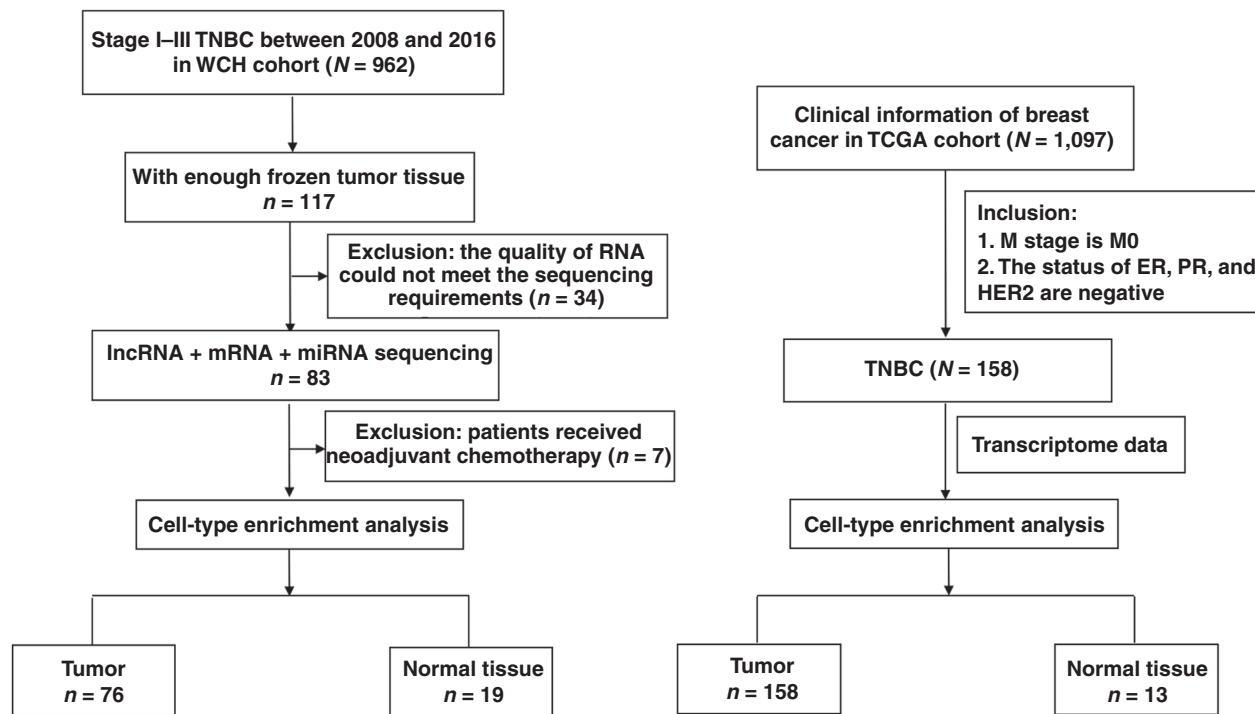 Stage I–III TNBC between 2008 and 2016
in WCH cohort (N = 962)
With enough frozen tumor tissue
n = 117
Exclusion: the quality of RNA
could not meet the sequencing
requirements (n = 34)
lncRNA + mRNA + miRNA sequencing
n = 83
Exclusion: patients received
neoadjuvant chemotherapy (n = 7)
Cell-type enrichment analysis
Tumor
n = 76
Normal tissue
n = 19
Clinical information of breast
cancer in TCGA cohort (N = 1,097)
Inclusion:
1. M stage is M0
2. The status of ER, PR, and
HER2 are negative
TNBC (N = 158)
Transcriptome data
Cell-type enrichment analysis
Tumor
n = 158
Normal tissue
n = 13